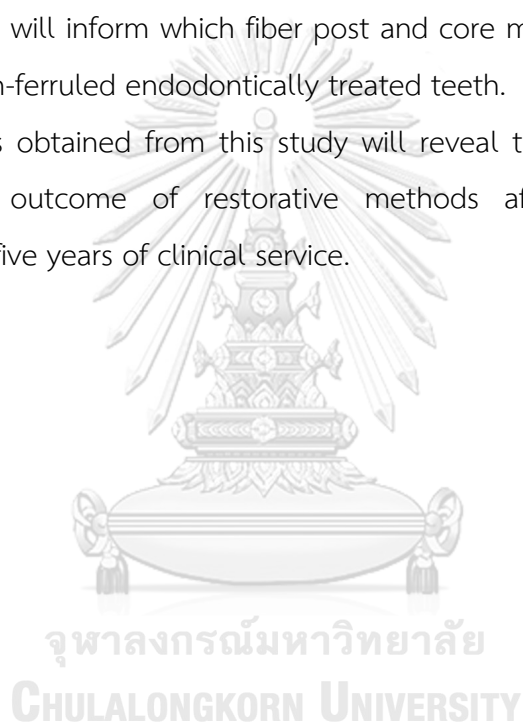 will inform which fiber post and core m
-ferruled endodontically treated teeth.
obtained from this study will reveal t
outcome of restorative methods af
five years of clinical service.
จุฬาลงกรณ์มหาวิทยาลัย
CHULALONGKORN UNIVERSITY